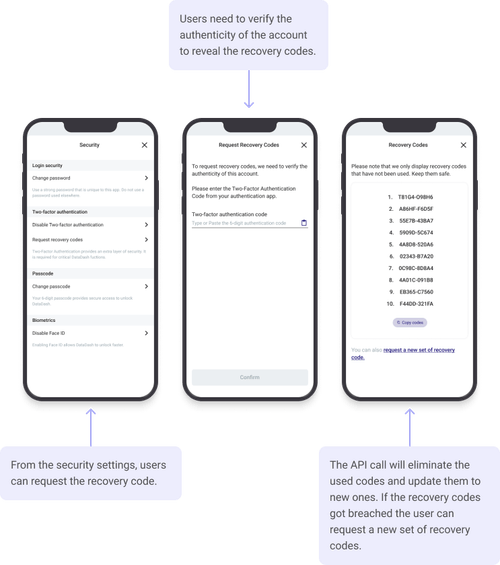 Users need to verify the
authenticity of the account
to reveal the recovery codes.
Security
Login security
Change password
Use a strong password that is unique to this app. Do not use a
password used elsewhere.
Two-factor authentication
Disable Two-factor authentication
Request recovery codes
Two-Factor Authentication provides an extra layer of security, it
is required for critical DataStash funtions.
Passcode
Change passcode
Your 6-digit passcode provides secure access to unlock
DataStash.
Biometrics
Disable Face ID
Enabling Face ID allows DataStash to unlock faster
Request Recovery Codes
To request recovery codes, we need to verify the
authenticity of this account.
Please enter the Two-Factor Authentication
Code from your authentication app.
Two-factor authentication code
Type or Paste the 6-digit authentication code
Confirm
Recovery Codes
Please note that we only display recovery codes
that have not been used. Keep them safe.
1. T81G4-O98H6
2. A86HF-F6D5F
3. 55E7B-43BA7
4. 5909D-5C674
5. 4A8D8-520A6
6. 02343-B7A20
7. 0C98C-8D8A4
8. 4A01C-091B8
9. EB365-C7560
10. F44DD-321FA
Copy codes
You can also request a new set of recovery
code.
From the security settings, users
can request the recovery code.
The API call will eliminate the
used codes and update them to
new ones. If the recovery codes
got breached the user can
request a new set of recovery
codes.